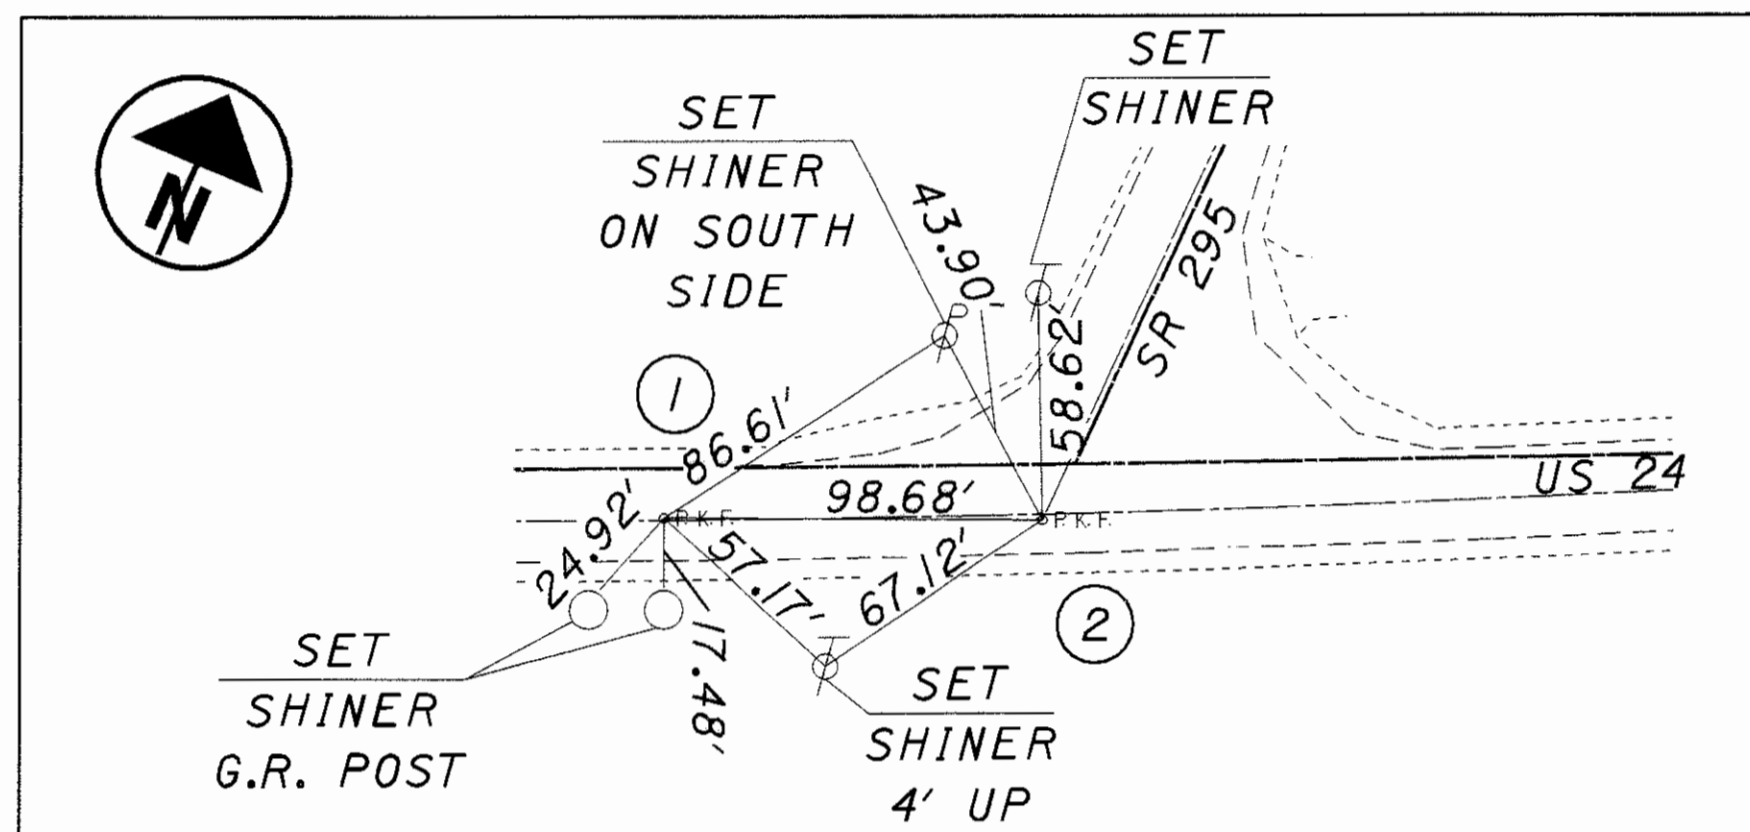 N
SET
SHINER
SET
SHINER
ON SOUTH
SIDE
43.90'
P
T
58.62'
SR 295
1
86.61'
US 24
98.68'
P.K.F.
P.K.F.
24.92'
57.17'
67.12'
17.48'
2
T
SET
SHINER
G.R. POST
SET
SHINER
4' UP